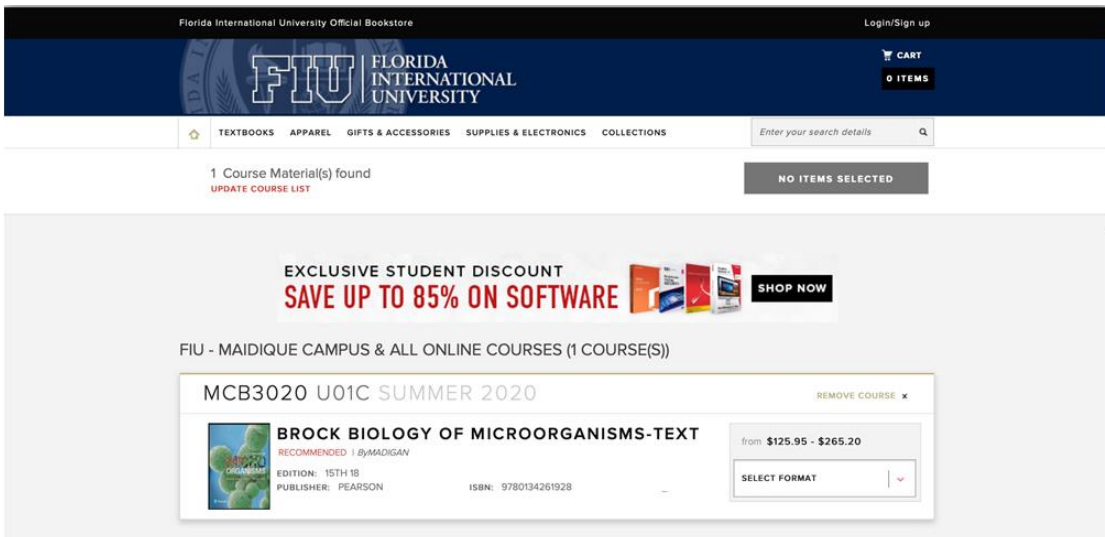 Florida International University Official Bookstore
Login/Sign up
FIU
FLORIDA
INTERNATIONAL
UNIVERSITY
CART
0 ITEMS
TEXTBOOKS APPAREL GIFTS & ACCESSORIES SUPPLIES & ELECTRONICS COLLECTIONS
Enter your search details
1 Course Material(s) found
UPDATE COURSE LIST
NO ITEMS SELECTED
EXCLUSIVE STUDENT DISCOUNT
SAVE UP TO 85% ON SOFTWARE
SHOP NOW
FIU - MAIDIQUE CAMPUS & ALL ONLINE COURSES (1 COURSE(S))
MCB3020 U01C SUMMER 2020
REMOVE COURSE x
BROCK BIOLOGY OF MICROORGANISMS-TEXT
RECOMMENDED | ByMADIGAN
EDITION: 15TH 18
PUBLISHER: PEARSON ISBN: 9780134261928
from $125.95 - $265.20
SELECT FORMAT